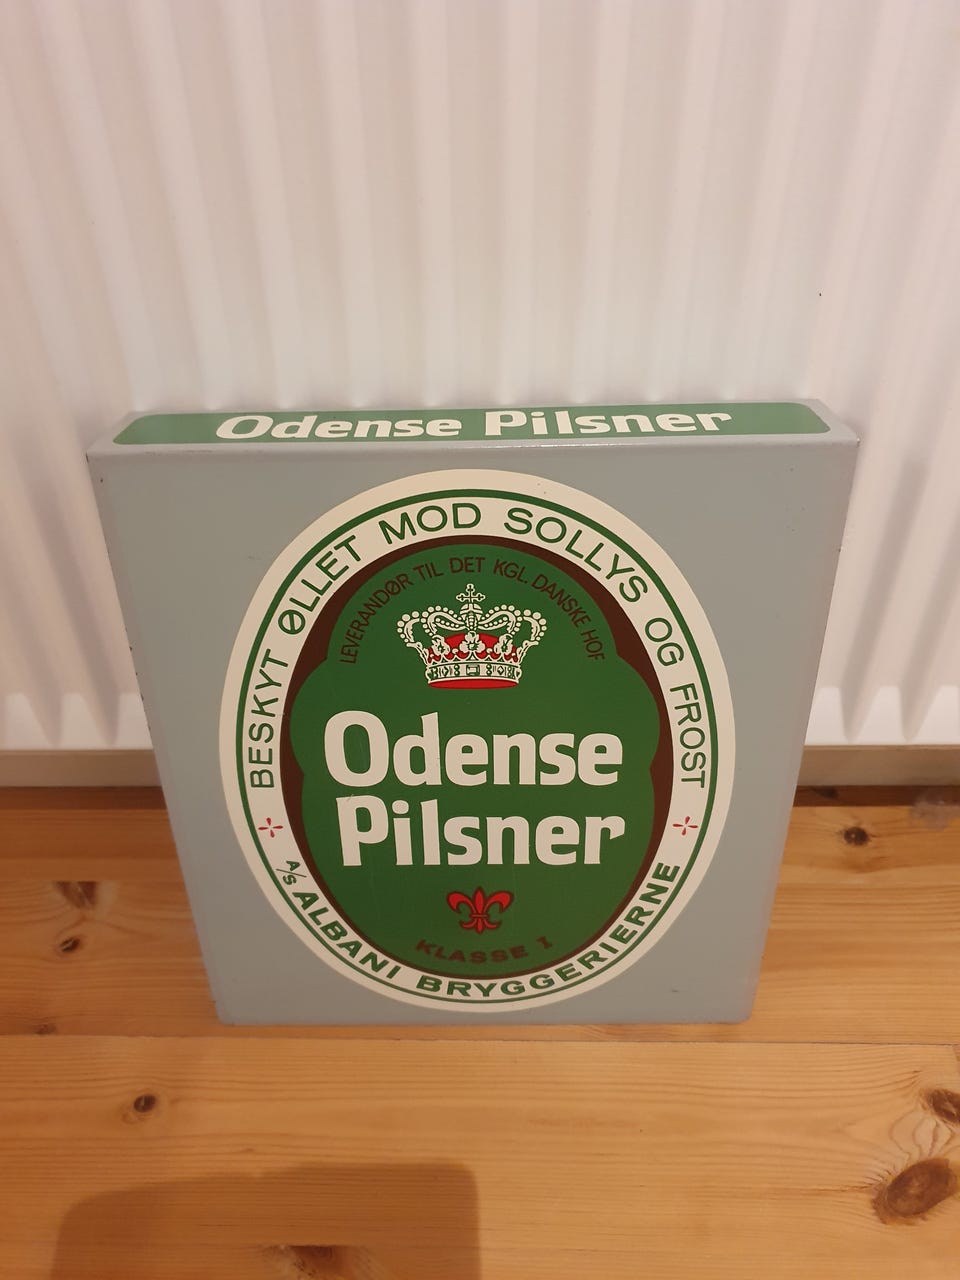 Odense Pilsner
BESKYT ØLLET MOD SOLLYS OG FROST
LEVERANDØR TIL DET KGL. DANSKE HOF
Odense
Pilsner
KLASSE I
A/S ALBANI BRYGGERIERNE